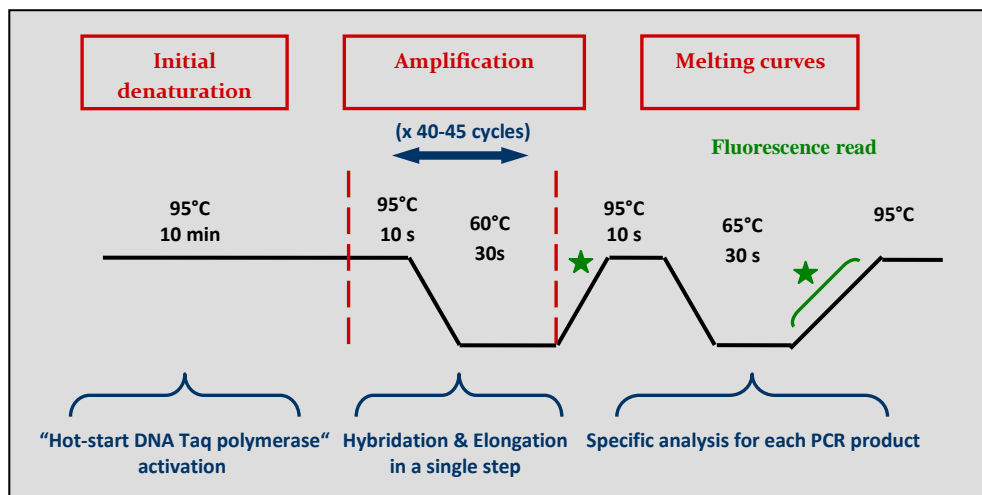 Initial
denaturation
Amplification
Melting curves
(x 40-45 cycles)
Fluorescence read
95°C
10 min
95°C
10 s
60°C
30s
95°C
10 s
65°C
30 s
95°C
“Hot-start DNA Taq polymerase“
activation
Hybridation & Elongation
in a single step
Specific analysis for each PCR product